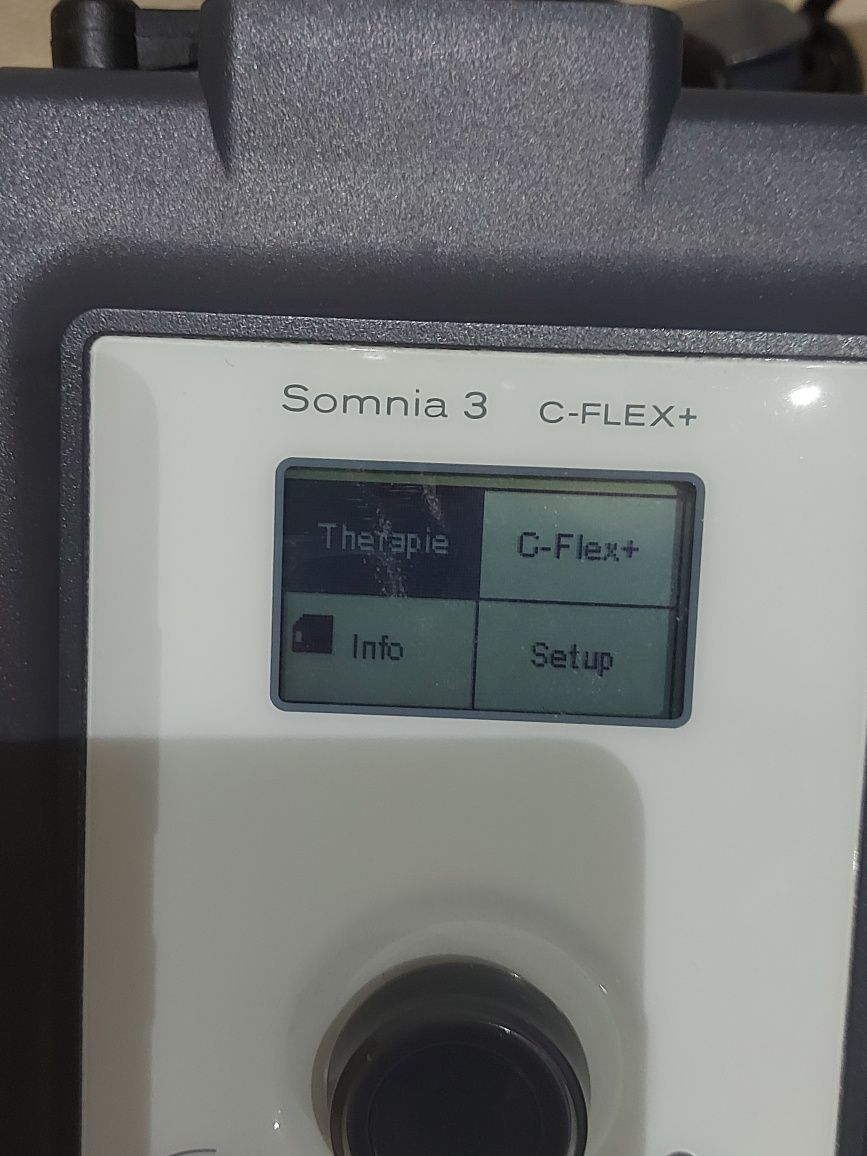 Somnia 3 C-FLEX+
Therapie C-Flex+
Info Setup